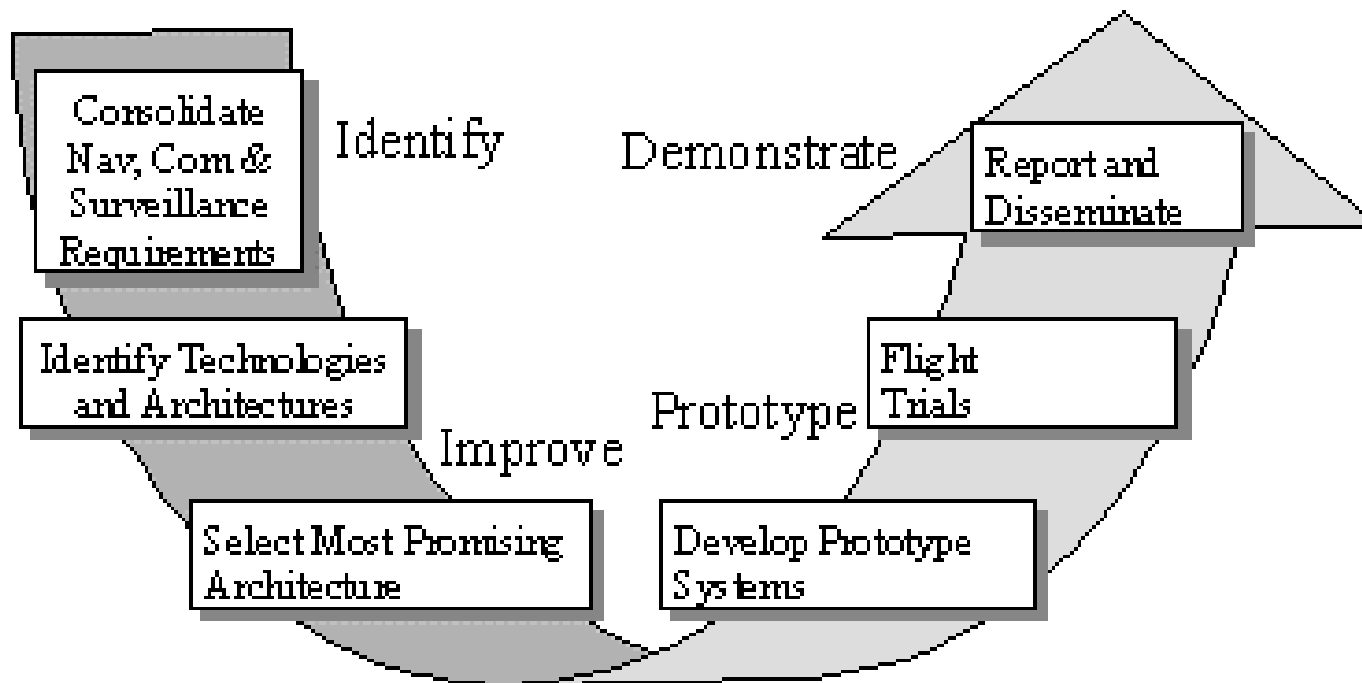 Consolidate
Nav, Com &
Surveillance
Requirements
Identify
Identify Technologies
and Architectures
Improve
Select Most Promising
Architecture
Develop Prototype
Systems
Prototype
Flight
Trials
Demonstrate
Report and
Disseminate